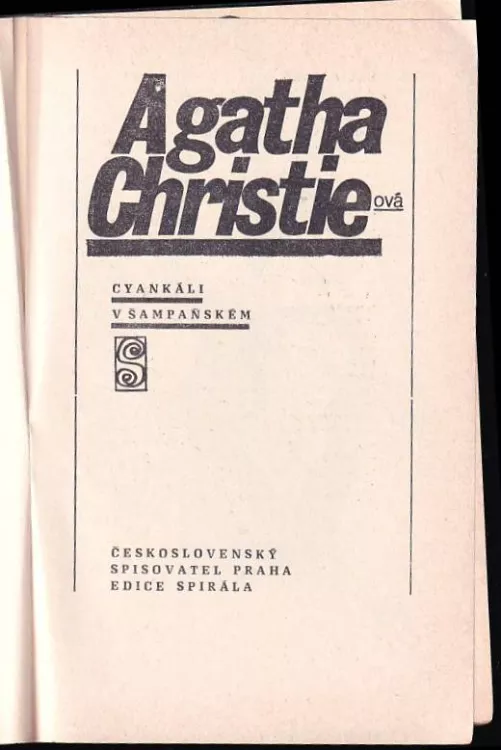 Agatha
Christieová
CYANKÁLI
V ŠAMPAŇSKÉM
S
ČESKOSLOVENSKÝ
SPISOVATEL PRAHA
EDICE SPIRÁLA